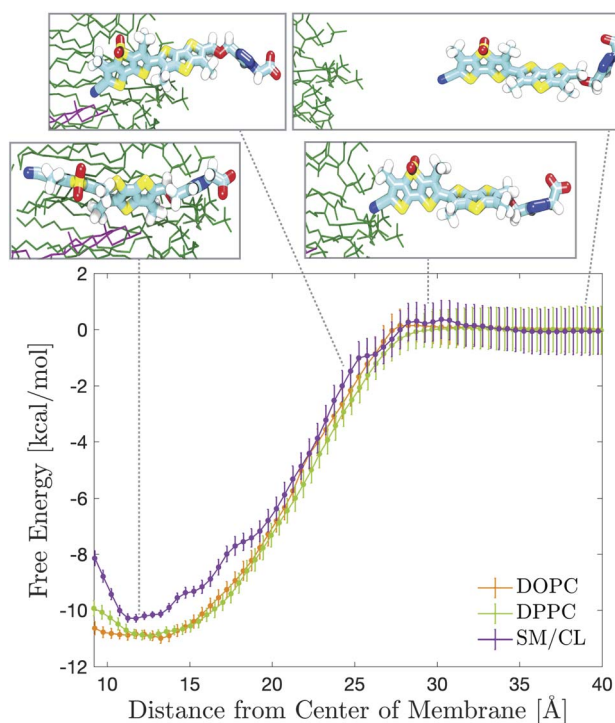 0
-2
-4
-6
-8
-10
-12
Free Energy [kcal/mol]
DOPC
DPPC
SM/CL
10 15 20 25 30 35 40
Distance from Center of Membrane [Å]